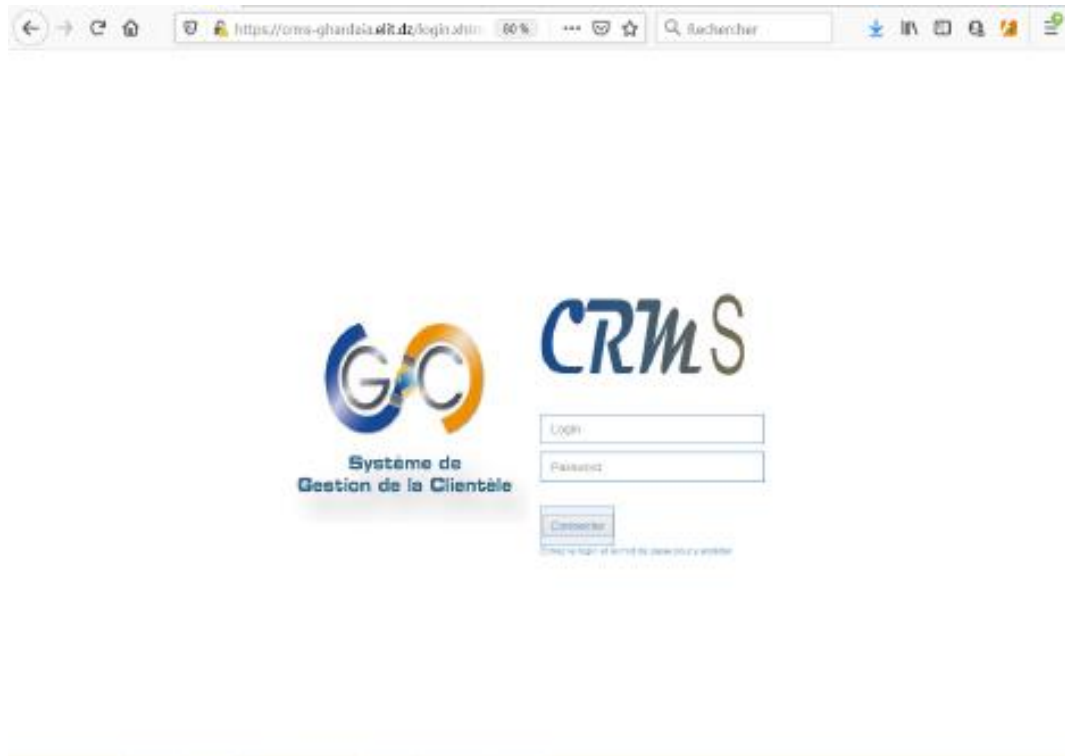 https://crms-ghardaia.elit.dz/login.xhtm
80 %
Rechercher
CRMS
GC
Système de
Gestion de la Clientèle
Login
Password
Connecter